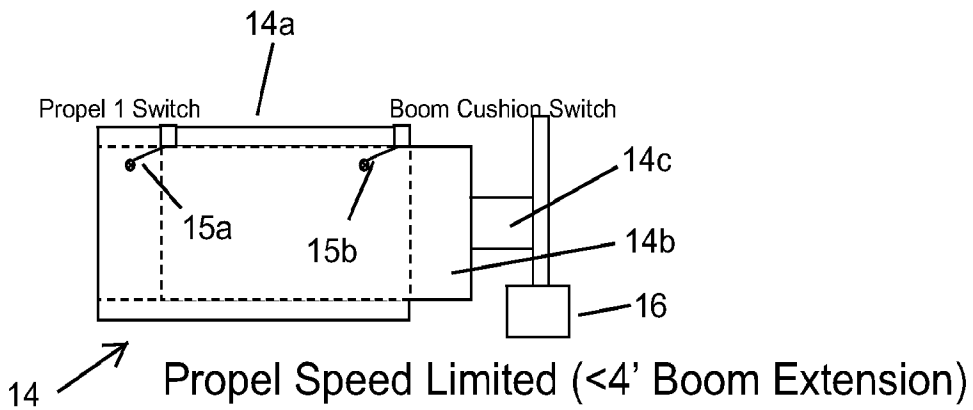 14a
Propel 1 Switch
Boom Cushion Switch
14c
15a
15b
14b
16
14
Propel Speed Limited (<4’ Boom Extension)